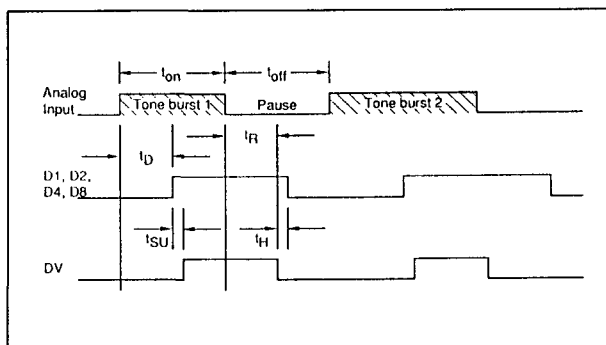 ton
toff
Analog
Input
Tone burst 1
Pause
Tone burst 2
tD
tR
D1, D2,
D4, D8
tSU
tH
DV